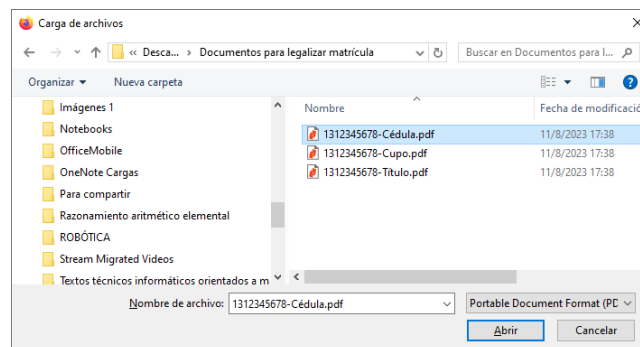 Carga de archivos
« Desca... › Documentos para legalizar matrícula
Buscar en Documentos para l...
Organizar
Nueva carpeta
Imágenes 1
Notebooks
OfficeMobile
OneNote Cargas
Para compartir
Razonamiento aritmético elemental
ROBÓTICA
Stream Migrated Videos
Textos técnicos informáticos orientados a m
Nombre
Fecha de modificació
1312345678-Cédula.pdf
11/8/2023 17:38
1312345678-Cupo.pdf
11/8/2023 17:38
1312345678-Título.pdf
11/8/2023 17:38
Nombre de archivo:
1312345678-Cédula.pdf
Portable Document Format (PD
Abrir
Cancelar